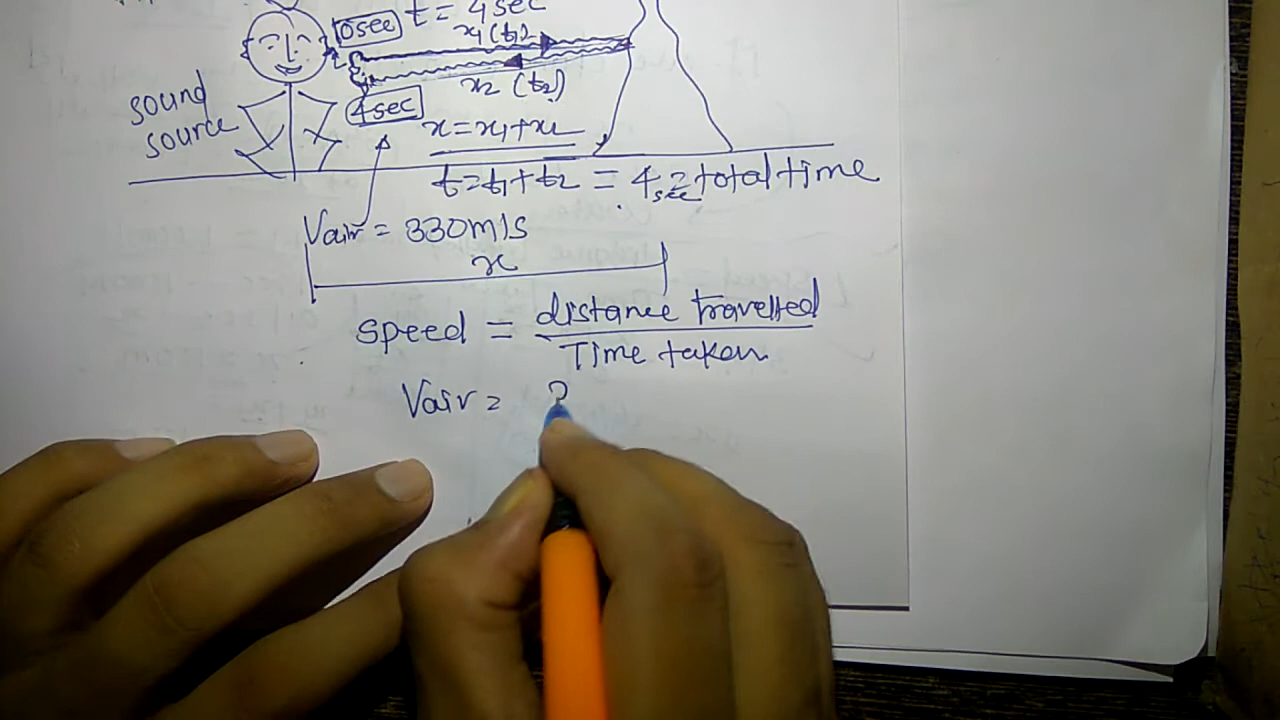 0sec t = 4sec
x1 (t1)
x2 (t2)
sound
source
4sec
x = x1 + x2
t = t1 + t2 = 4sec = total time
Vair = 330m/s
x
speed = distance travelled
Time taken
Vair =